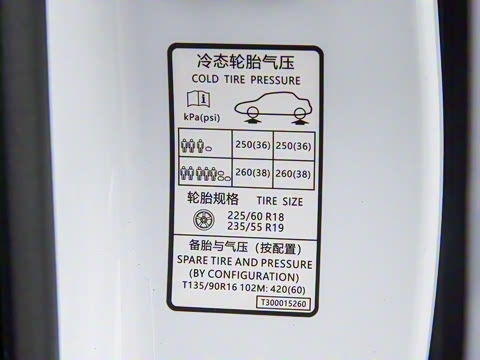 冷态轮胎气压
COLD TIRE PRESSURE
kPa(psi)
250(36) 250(36)
260(38) 260(38)
轮胎规格 TIRE SIZE
225/60 R18
235/55 R19
备胎与气压（按配置）
SPARE TIRE AND PRESSURE
(BY CONFIGURATION)
T135/90R16 102M: 420(60)
T300015260